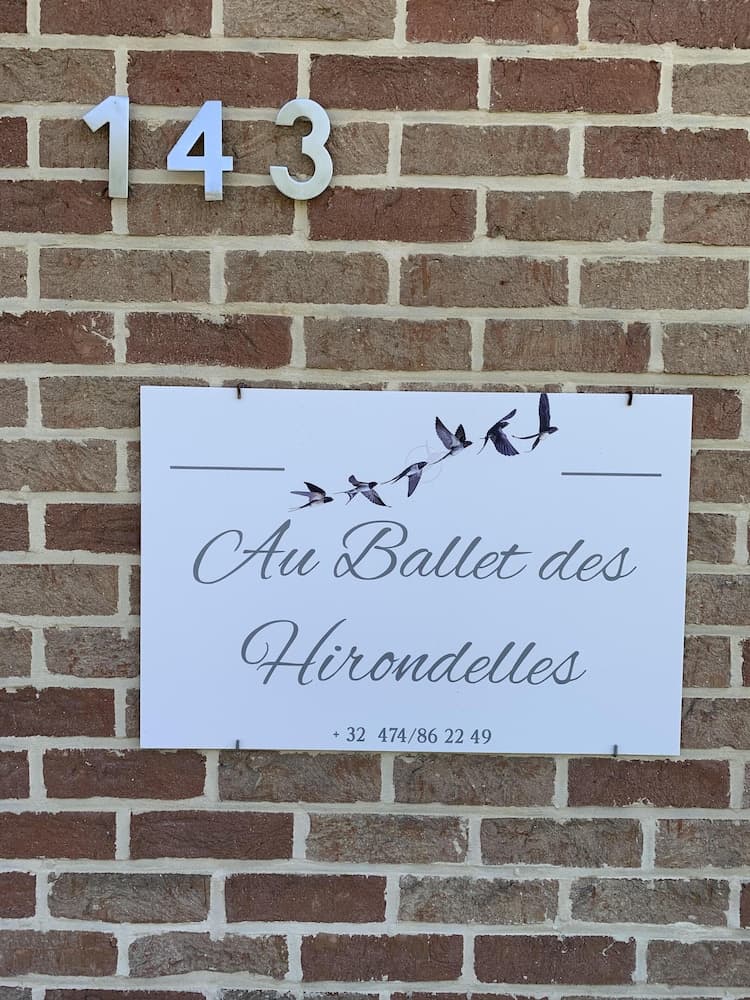 143
Au Ballet des
Hirondelles
+ 32 474/86 22 49